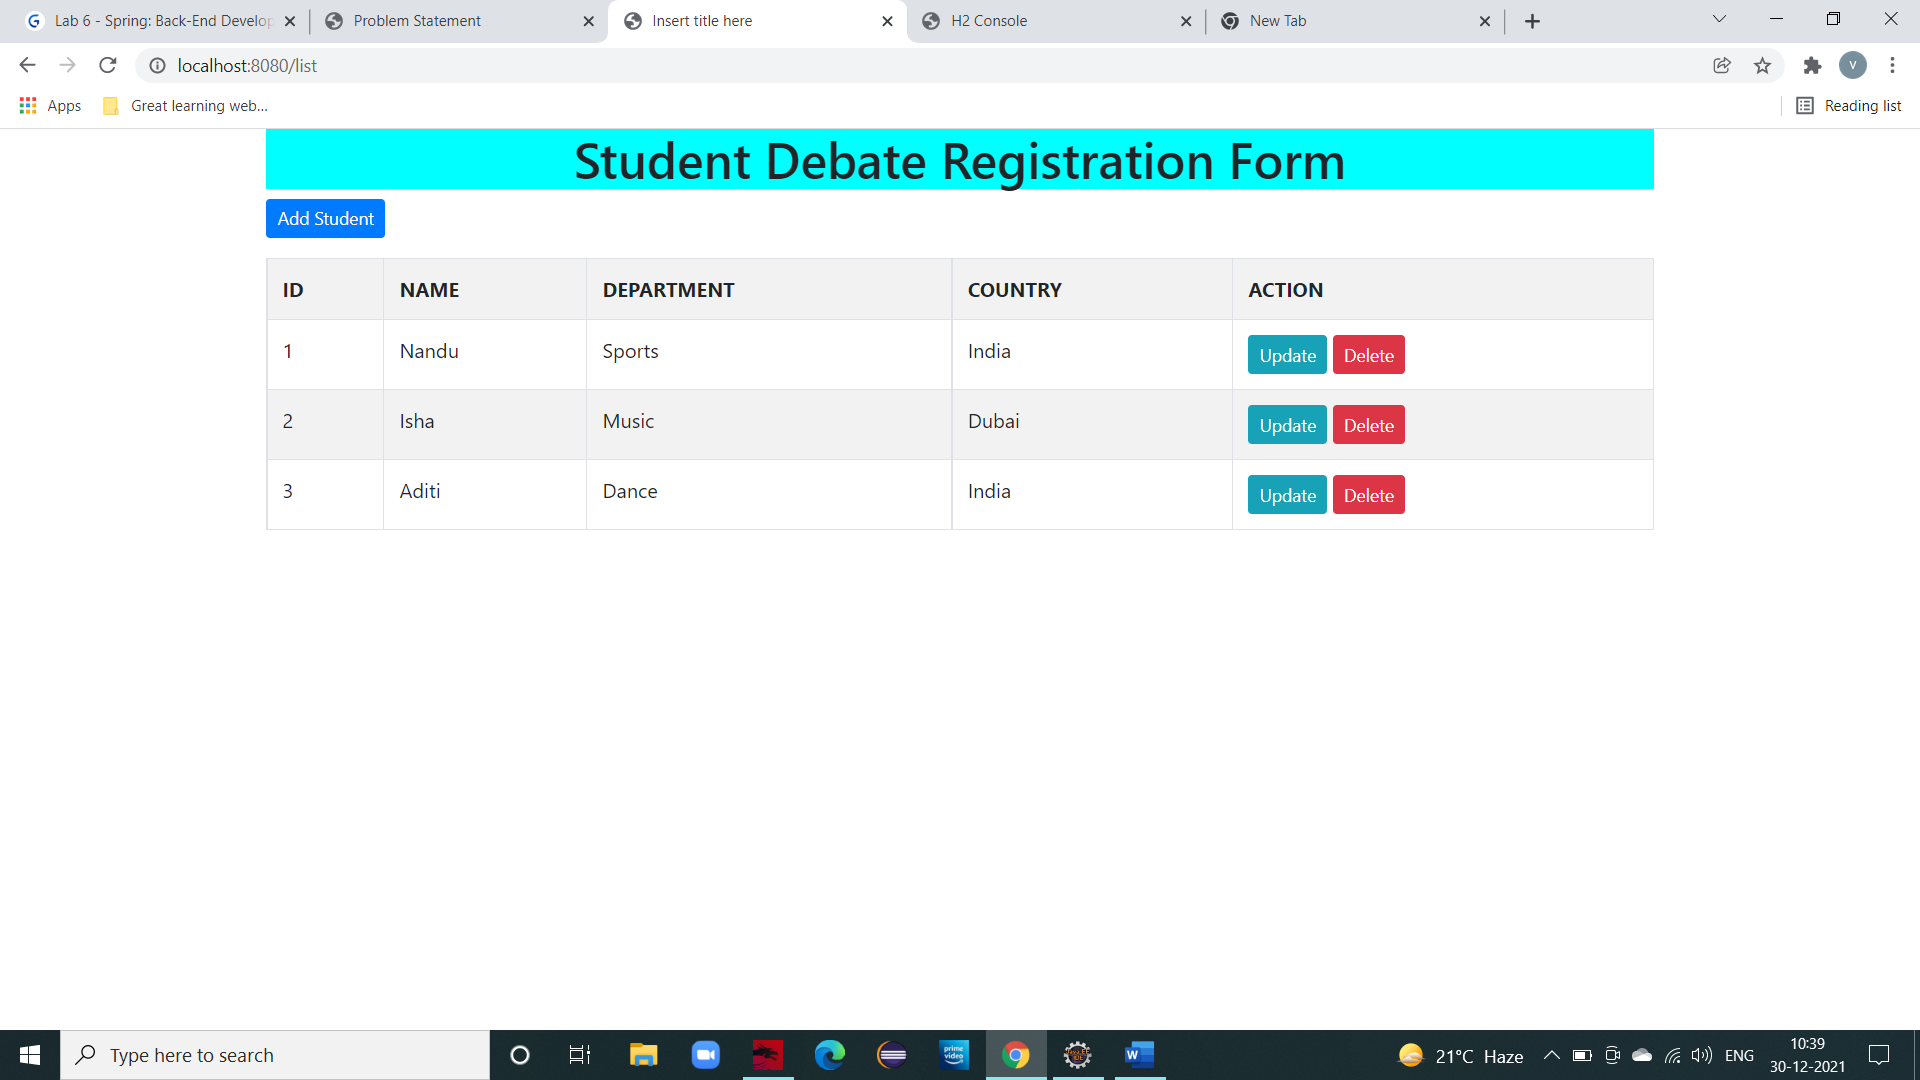 Lab 6 - Spring: Back-End Develop
Problem Statement
Insert title here
H2 Console
New Tab
localhost:8080/list
V
Apps
Great learning web...
Reading list
Student Debate Registration Form
Add Student
ID NAME DEPARTMENT COUNTRY ACTION
1 Nandu Sports India Update Delete
2 Isha Music Dubai Update Delete
3 Aditi Dance India Update Delete
Type here to search
prime video
W
21°C Haze
ENG
10:39
30-12-2021